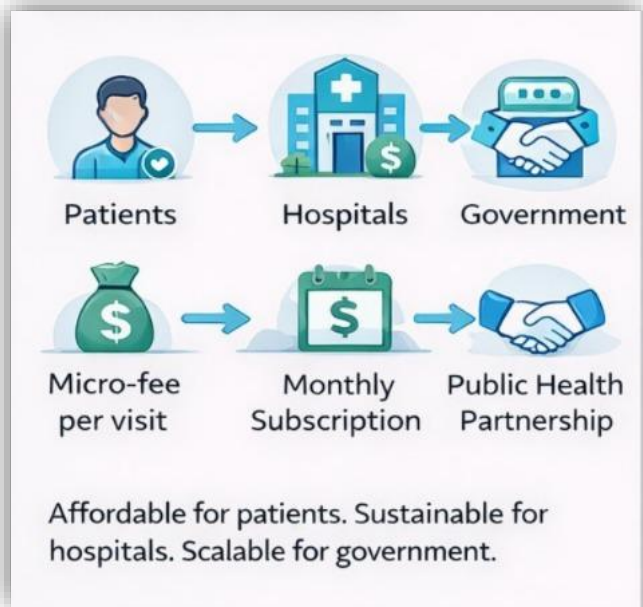 Patients
Hospitals
Government
$
$
$
Micro-fee
per visit
Monthly
Subscription
Public Health
Partnership
Affordable for patients. Sustainable for
hospitals. Scalable for government.